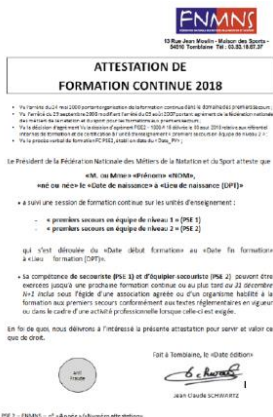 FNMNS
13 Rue Jean Moulin - Maison des Sports -
54510 Tomblaine Tél : 03.83.18.87.37
ATTESTATION DE
FORMATION CONTINUE 2018
Le Président de la Fédération Nationale des Métiers de la Natation et du Sport atteste que
«M. ou Mme» «Prénom» «NOM»,
«né ou née» le «Date de naissance» à «Lieu de naissance (DPT)»
• a suivi une session de formation continue sur les unités d'enseignement :
- « premiers secours en équipe de niveau 1 » (PSE 1)
- « premiers secours en équipe de niveau 2 » (PSE 2)
qui s'est déroulée du «Date début formation» au «Date fin formation»
à «Lieu formation (DPT)».
• Sa compétence de secouriste (PSE 1) et d'équipier-secouriste (PSE 2) peuvent être
exercées jusqu'à une prochaine formation continue ou au plus tard au 31 décembre
N+1 inclus sous l'égide d'une association agréée ou d'un organisme habilité à la
formation aux premiers secours conformément aux textes réglementaires en vigueur
ou dans le cadre d'une activité professionnelle lorsque celle-ci est exigée.
En foi de quoi, nous délivrons à l'intéressé la présente attestation pour servir et valoir ce
que de droit.
Fait à Tomblaine, le «Date édition»
Jean Claude SCHWARTZ